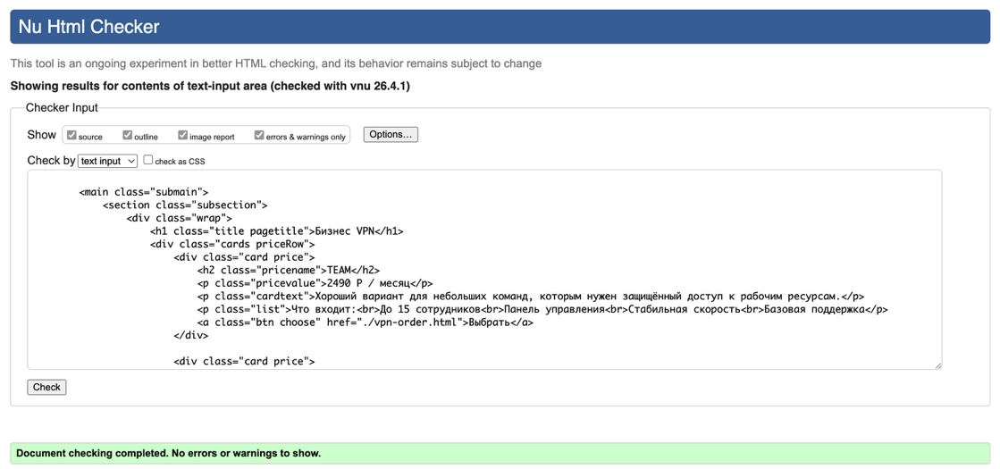 Nu Html Checker
This tool is an ongoing experiment in better HTML checking, and its behavior remains subject to change
Showing results for contents of text-input area (checked with vnu 26.4.1)
Checker Input
Show source outline image report errors & warnings only Options...
Check by text input check as CSS
<main class="submain">
<section class="subsection">
<div class="wrap">
<h1 class="title pagetitle">Бизнес VPN</h1>
<div class="cards priceRow">
<div class="card price">
<h2 class="pricename">TEAM</h2>
<p class="pricevalue">2490 Р / месяц</p>
<p class="cardtext">Хороший вариант для небольших команд, которым нужен защищённый доступ к рабочим ресурсам.</p>
<p class="list">Что входит:<br>До 15 сотрудников<br>Панель управления<br>Стабильная скорость<br>Базовая поддержка</p>
<a class="btn choose" href="./vpn-order.html">Выбрать</a>
</div>
<div class="card price">
Check
Document checking completed. No errors or warnings to show.